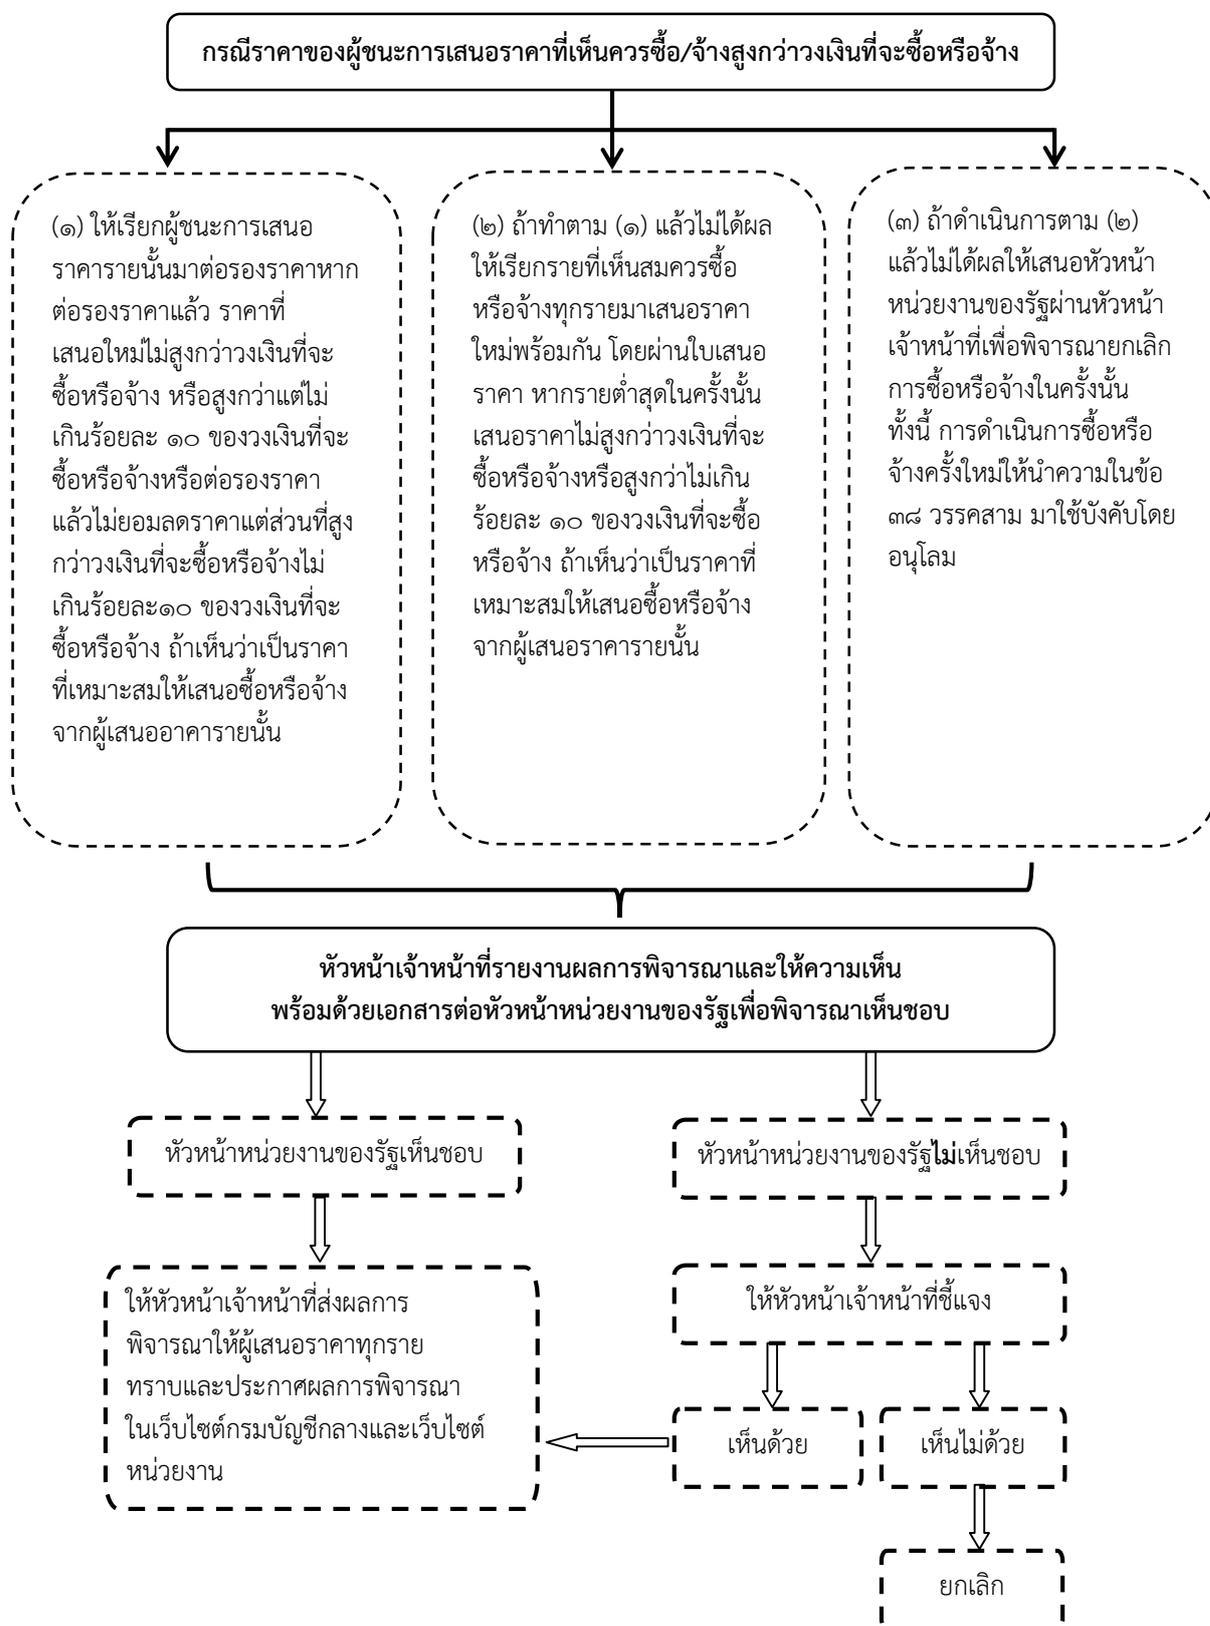 กรณีราคาของผู้ชนะการเสนอราคาที่เห็นควรซื้อ/จ้างสูงกว่าวงเงินที่จะซื้อหรือจ้าง
(๑) ให้เรียกผู้ชนะการเสนอ
ราคารายนั้นมาต่อรองราคาหาก
ต่อรองราคาแล้ว ราคาที่
เสนอใหม่ไม่สูงกว่าวงเงินที่จะ
ซื้อหรือจ้าง หรือสูงกว่าแต่ไม่
เกินร้อยละ ๑๐ ของวงเงินที่จะ
ซื้อหรือจ้างหรือต่อรองราคา
แล้วไม่ยอมลดราคาแต่ส่วนที่สูง
กว่าวงเงินที่จะซื้อหรือจ้างไม่
เกินร้อยละ๑๐ ของวงเงินที่จะ
ซื้อหรือจ้าง ถ้าเห็นว่าเป็นราคา
ที่เหมาะสมให้เสนอซื้อหรือจ้าง
จากผู้เสนออาคารายนั้น
(๒) ถ้าทำตาม (๑) แล้วไม่ได้ผล
ให้เรียกรายที่เห็นสมควรซื้อ
หรือจ้างทุกรายมาเสนอราคา
ใหม่พร้อมกัน โดยผ่านใบเสนอ
ราคา หากรายต่ำสุดในครั้งนั้น
เสนอราคาไม่สูงกว่าวงเงินที่จะ
ซื้อหรือจ้างหรือสูงกว่าไม่เกิน
ร้อยละ ๑๐ ของวงเงินที่จะซื้อ
หรือจ้าง ถ้าเห็นว่าเป็นราคาที่
เหมาะสมให้เสนอซื้อหรือจ้าง
จากผู้เสนอราคารายนั้น
(๓) ถ้าดำเนินการตาม (๒)
แล้วไม่ได้ผลให้เสนอหัวหน้า
หน่วยงานของรัฐผ่านหัวหน้า
เจ้าหน้าที่เพื่อพิจารณายกเลิก
การซื้อหรือจ้างในครั้งนั้น
ทั้งนี้ การดำเนินการซื้อหรือ
จ้างครั้งใหม่ให้นำความในข้อ
๓๘ วรรคสาม มาใช้บังคับโดย
อนุโลม
หัวหน้าเจ้าหน้าที่รายงานผลการพิจารณาและให้ความเห็น
พร้อมด้วยเอกสารต่อหัวหน้าหน่วยงานของรัฐเพื่อพิจารณาเห็นชอบ
หัวหน้าหน่วยงานของรัฐเห็นชอบ
หัวหน้าหน่วยงานของรัฐไม่เห็นชอบ
ให้หัวหน้าเจ้าหน้าที่ส่งผลการ
พิจารณาให้ผู้เสนอราคาทุกราย
ทราบและประกาศผลการพิจารณา
ในเว็บไซต์กรมบัญชีกลางและเว็บไซต์
หน่วยงาน
ให้หัวหน้าเจ้าหน้าที่ชี้แจง
เห็นด้วย
เห็นไม่ด้วย
ยกเลิก